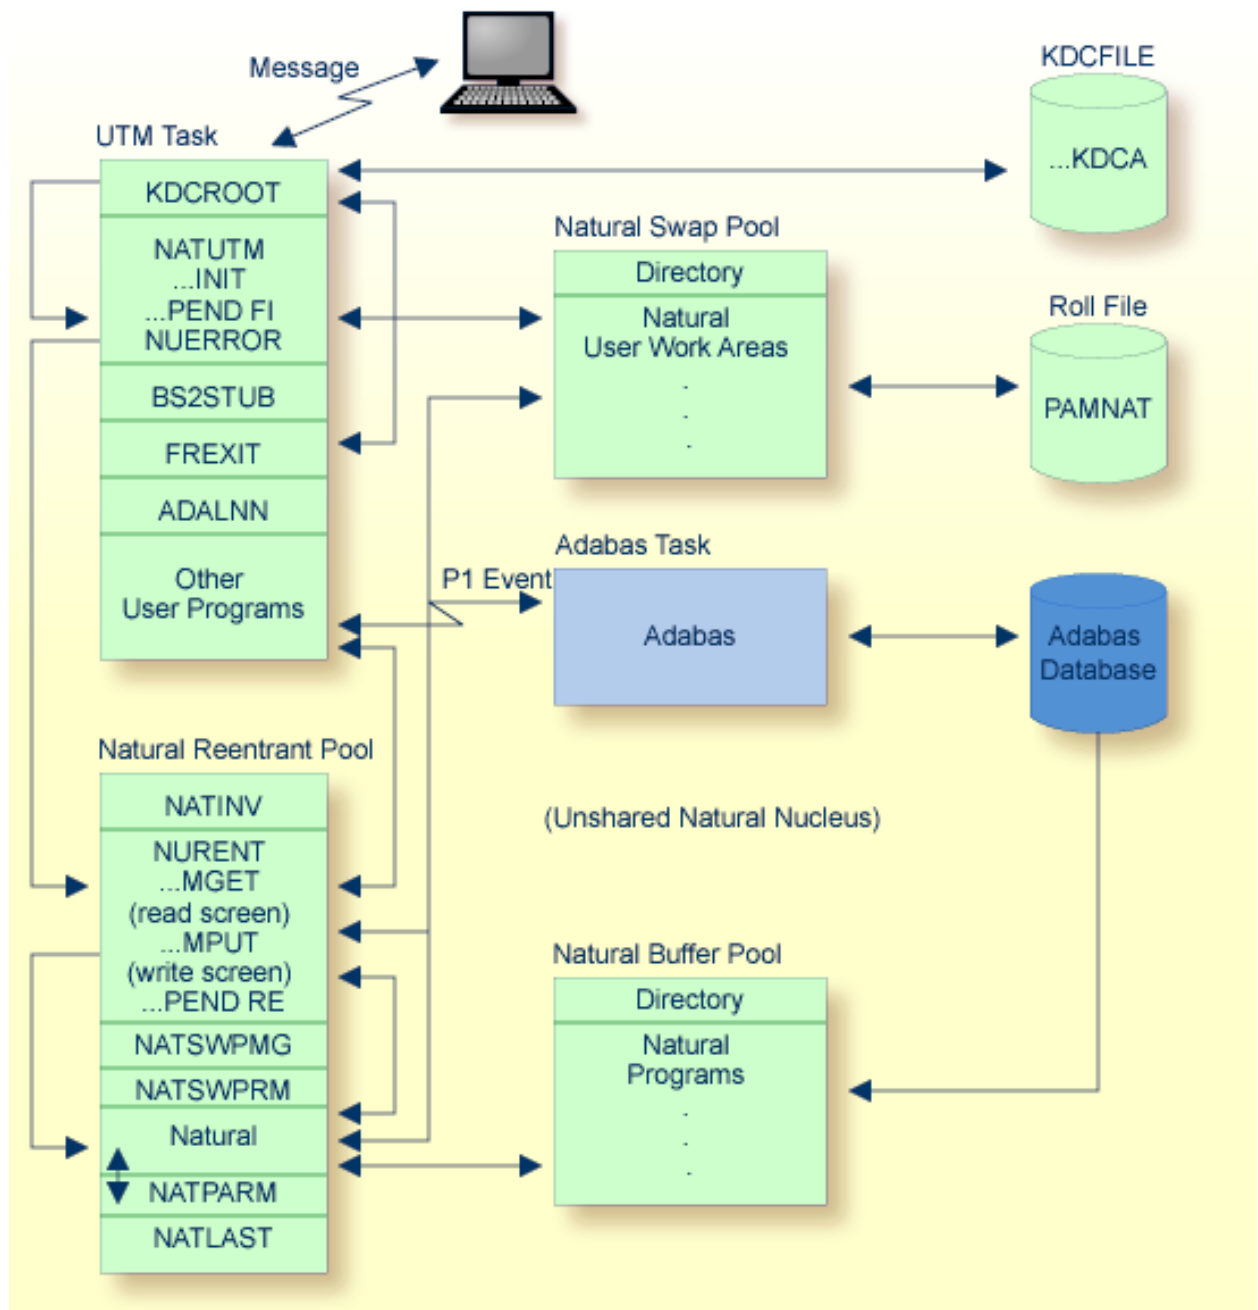 Message
KDCFILE
...KDCA
UTM Task
KDCROOT
NATUTM
...INIT
...PEND FI
NUERROR
BS2STUB
FREXIT
ADALNN
Other
User Programs
Natural Swap Pool
Directory
Natural
User Work Areas
.
.
.
Roll File
PAMNAT
Adabas Task
P1 Event
Adabas
Adabas
Database
Natural Reentrant Pool
NATINV
NURENT
...MGET
(read screen)
...MPUT
(write screen)
...PEND RE
NATSWPMG
NATSWPRM
Natural
NATPARM
NATLAST
(Unshared Natural Nucleus)
Natural Buffer Pool
Directory
Natural
Programs
.
.
.